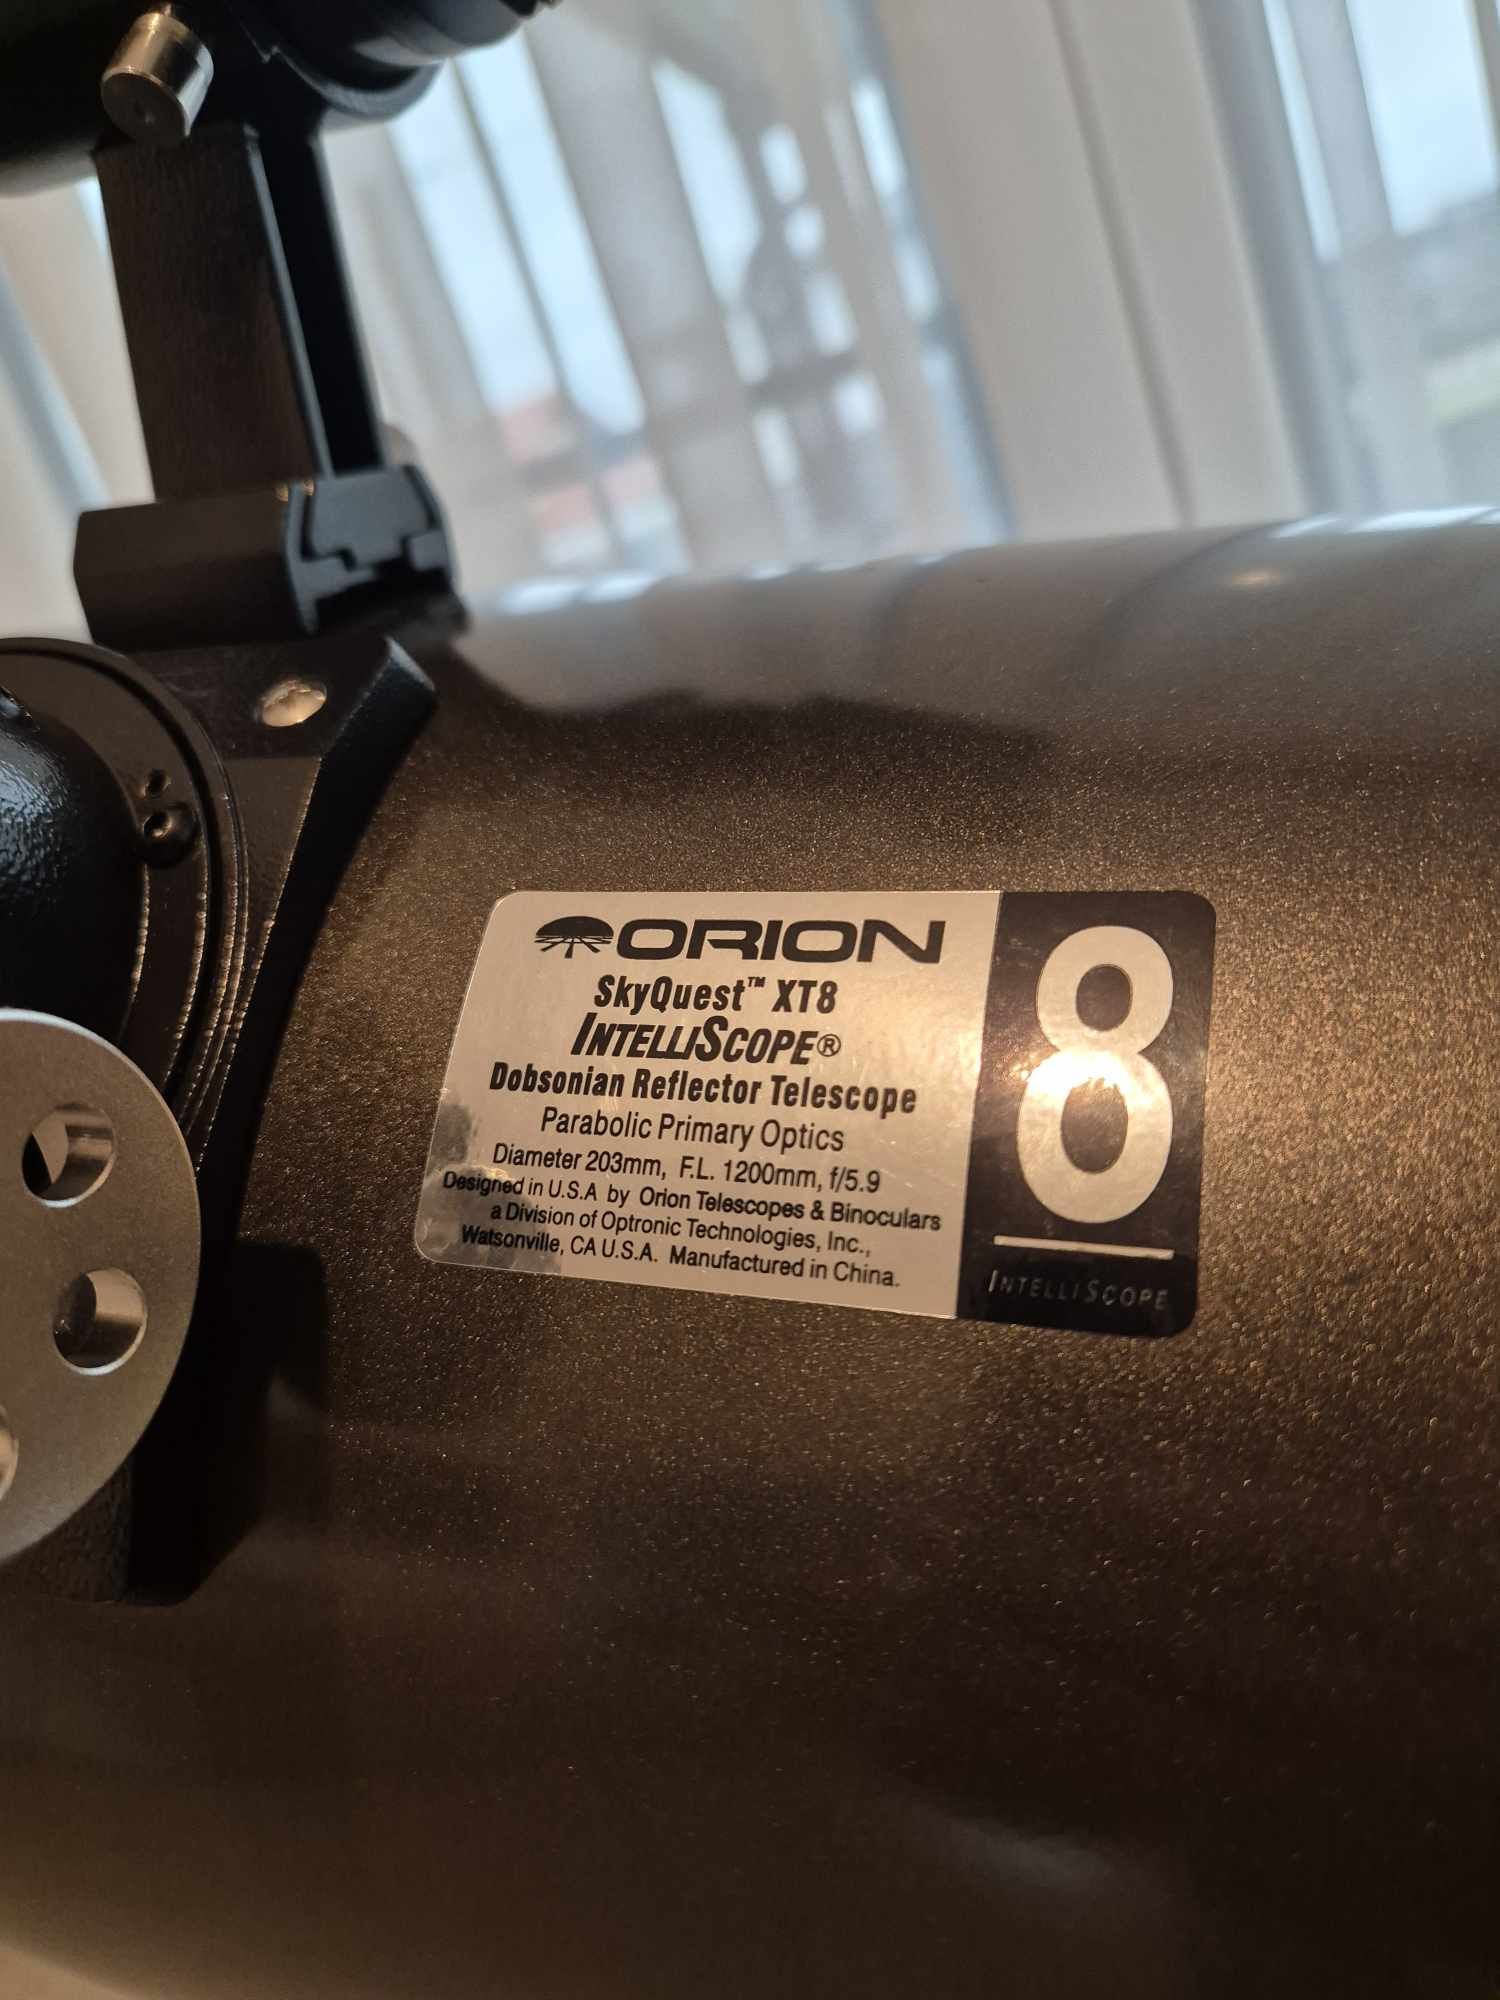 ORION
SkyQuest™ XT8
INTELLISCOPE®
Dobsonian Reflector Telescope
Parabolic Primary Optics
Diameter 203mm, F.L. 1200mm, f/5.9
Designed in U.S.A by Orion Telescopes & Binoculars
a Division of Optronic Technologies, Inc.,
Watsonville, CA U.S.A. Manufactured in China.
8
INTELLISCOPE